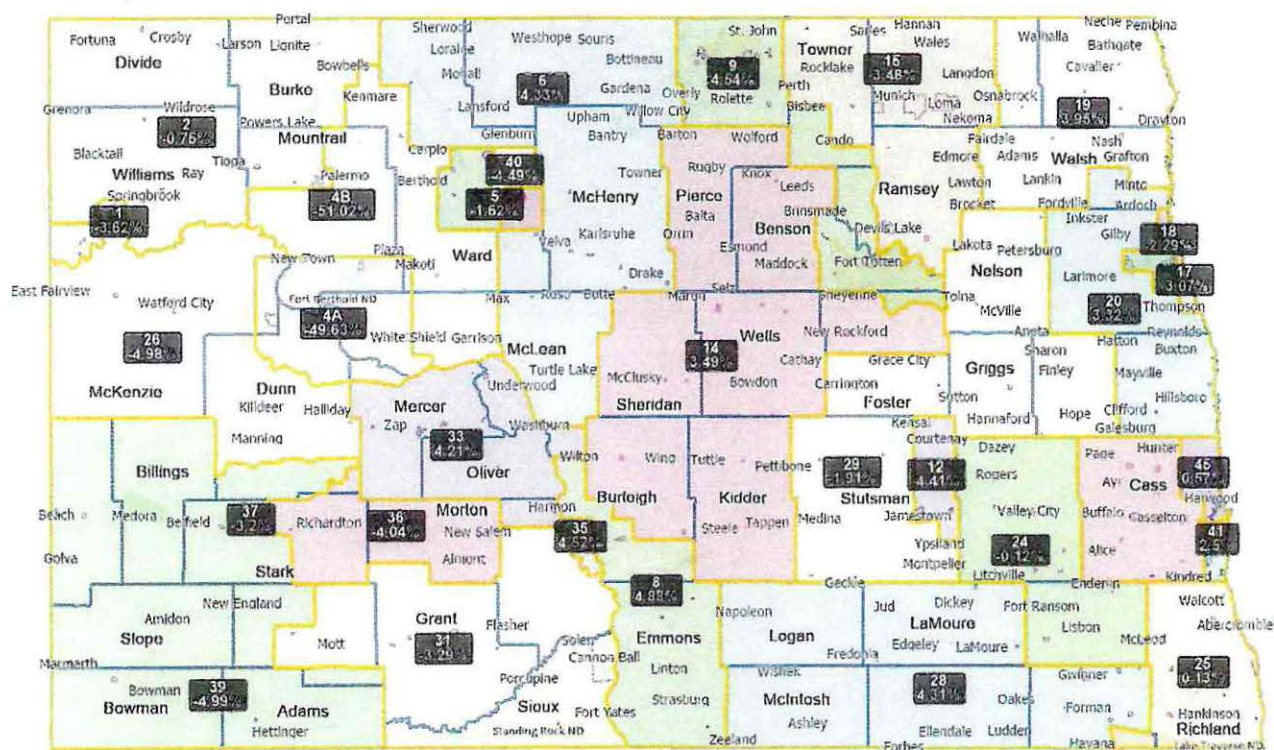 Portal
Sherwood
St. John
Sarles
Hannah
Neche
Pembina
Fortuna
Crosby
Larson
Lignite
Loraine
Westhope
Souris
Towner
Wales
Walhalla
Bathgate
Divide
Bowbells
Mohall
6
4.33%
Bottineau
9
-4.54%
Rocklake
16
-3.48%
Langdon
Cavalier
Burke
Kenmare
Gardena
Overly
Rolette
Perth
Munich
Loma
Osnabrock
19
-3.95%
Grenora
Wildrose
Powers Lake
Lansford
Upham
Willow City
Bisbee
Nekoma
Drayton
2
-0.76%
Mountrail
Glenburn
Bantry
Barton
Wolford
Cando
Fairdale
Nash
Blacktail
Tioga
Carpio
40
-4.49%
Rugby
Knox
Edmore
Adams
Walsh
Grafton
Williams
Ray
Palermo
Berthold
Towner
Pierce
Leeds
Ramsey
Lawton
Lankin
Minto
Springbrook
4B
-51.02%
5
-1.62%
McHenry
Balta
Brinsmade
Brocket
Fordville
Ardoch
1
-3.62%
Karlsruhe
Orrin
Benson
Devils Lake
Inkster
Gilby
18
-2.29%
Plaza
Velva
Esmond
Lakota
Petersburg
New Town
Makoti
Ward
Drake
Maddock
Fort Totten
Nelson
Larimore
17
-3.07%
East Fairview
Watford City
Fort Berthold ND
Max
Ruso
Butte
Martin
Selz
Sheyenne
Tolna
McVille
20
3.32%
Thompson
4A
-49.63%
26
-4.98%
White Shield
Garrison
McLean
Wells
New Rockford
Aneta
Hatton
Reynolds
14
3.49%
Sharon
Buxton
McKenzie
Dunn
Turtle Lake
McClusky
Cathay
Grace City
Griggs
Finley
Mayville
Killdeer
Halliday
Mercer
Underwood
Bowdon
Carrington
Sutton
Hillsboro
Zap
Sheridan
Foster
Hannaford
Hope
Clifford
Manning
33
4.21%
Washburn
Kensal
Galesburg
Billings
Oliver
Wilton
Wing
Tuttle
Pettibone
29
-1.91%
Courtenay
Dazey
Page
Hunter
45
0.57%
12
4.41%
Rogers
Cass
37
-3.2%
36
-4.04%
Morton
Harmon
Burleigh
Kidder
Stutsman
Harwood
Beach
Medora
Belfield
Richardton
New Salem
35
4.52%
Steele
Tappen
Medina
Jamestown
Valley City
Buffalo
Casselton
41
2.5%
Golva
Almont
Ypsilanti
24
-0.12%
Alice
Stark
8
4.83%
Montpelier
Litchville
Enderlin
Kindred
New England
Geckle
Walcott
Amidon
Grant
Flasher
Napoleon
Jud
Dickey
Fort Ransom
Abercrombie
Slope
Mott
31
-3.29%
Solen
Emmons
Logan
LaMoure
Lisbon
McLeod
Marmarth
Cannon Ball
Linton
Fredonia
Edgeley
LaMoure
Bowman
39
-4.99%
Porcupine
Wishek
28
4.31%
Gwinner
25
0.13%
Bowman
Adams
Sioux
Strasburg
McIntosh
Oakes
Forman
Hankinson
Hettinger
Fort Yates
Ashley
Ellendale
Ludden
Richland
Standing Rock ND
Zeeland
Forbes
Havana
Lake Traverse ND